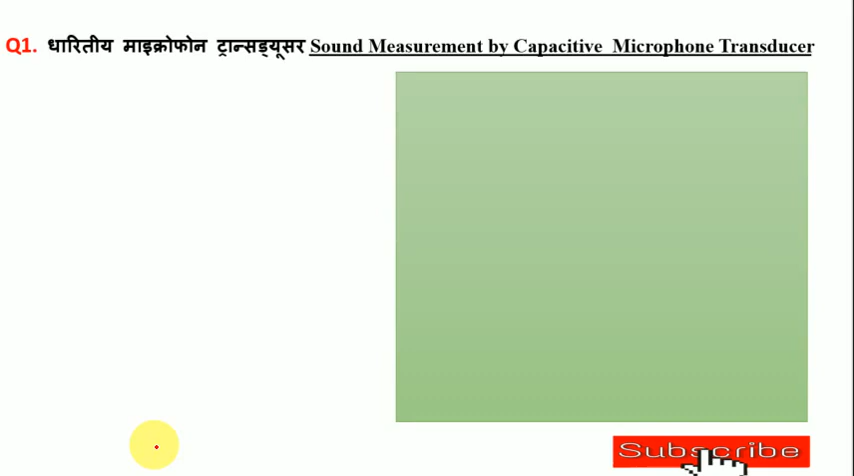 Q1. धारितीय माइक्रोफोन ट्रान्सड्यूसर Sound Measurement by Capacitive Microphone Transducer
Subscribe